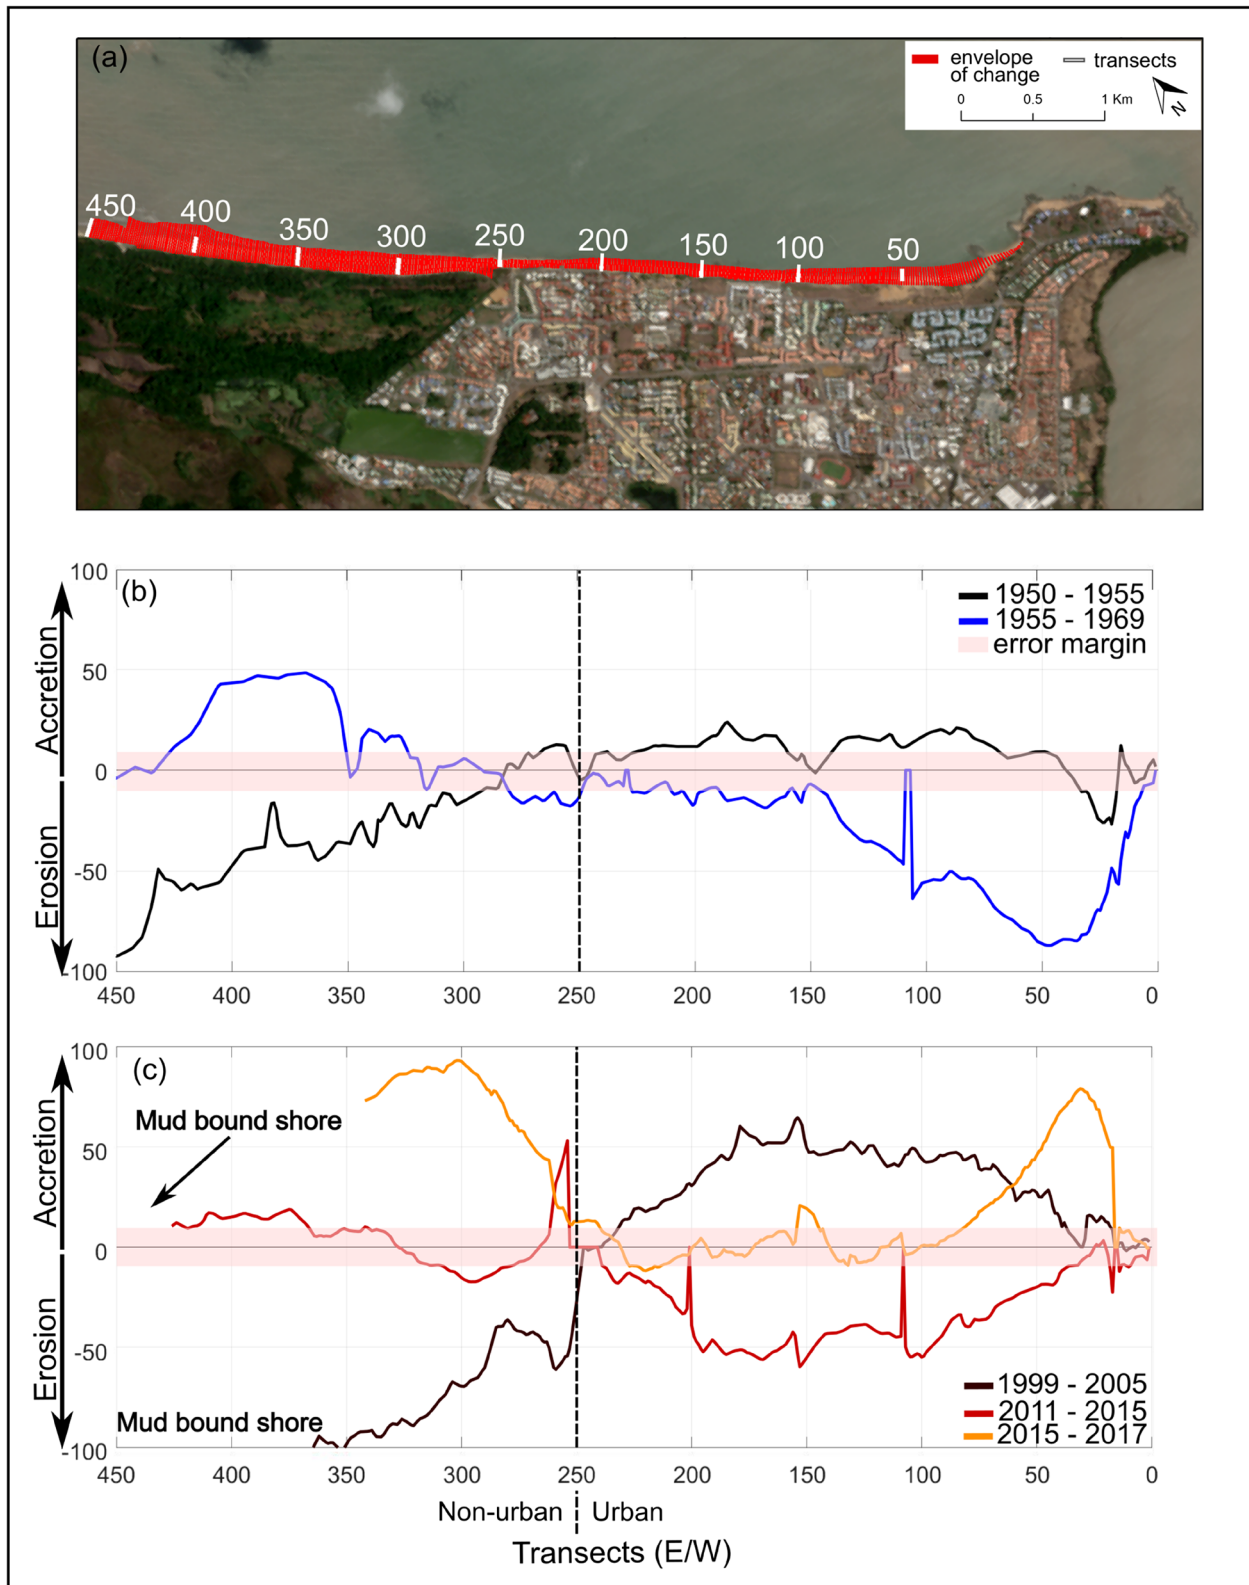 (a)
envelope
of change
transects
0 0.5 1 Km
N
450 400 350 300 250 200 150 100 50
(b)
1950 - 1955
1955 - 1969
error margin
Accretion
Erosion
100
50
0
-50
-100
450 400 350 300 250 200 150 100 50 0
(c)
Mud bound shore
Mud bound shore
1999 - 2005
2011 - 2015
2015 - 2017
Accretion
Erosion
100
50
0
-50
-100
450 400 350 300 250 200 150 100 50 0
Non-urban Urban
Transects (E/W)